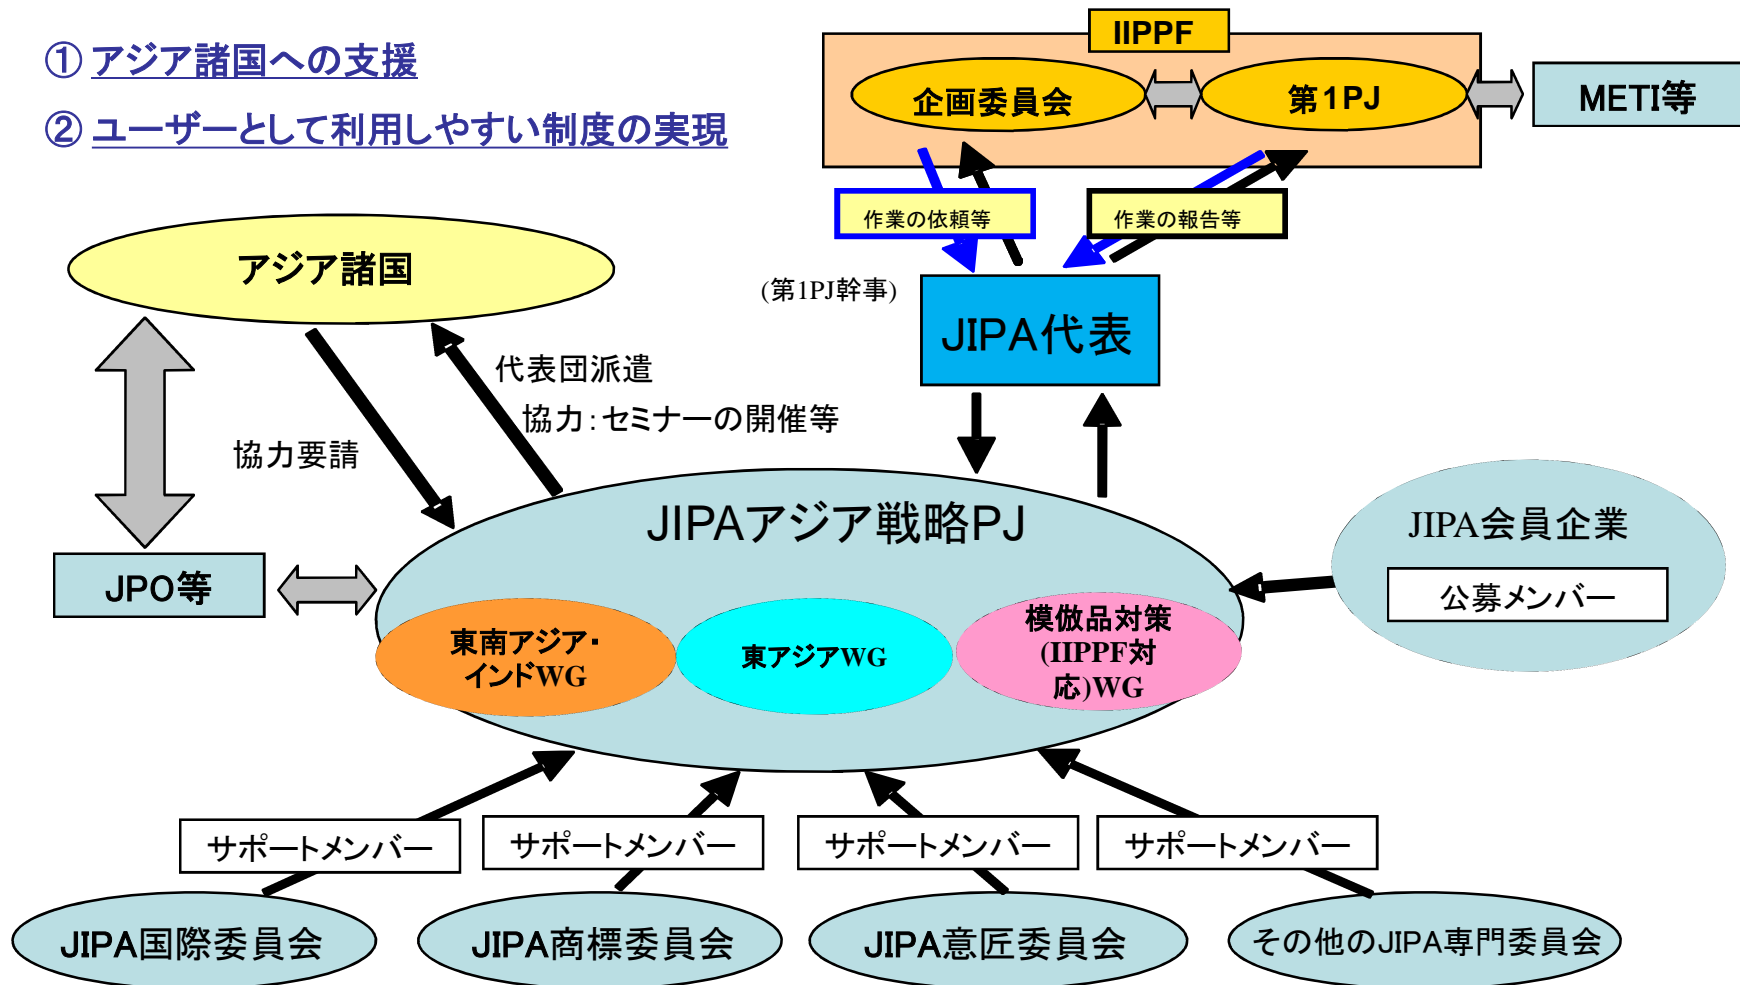 ① アジア諸国への支援
② ユーザーとして利用しやすい制度の実現
IIPPF
企画委員会
第1PJ
METI等
作業の依頼等
作業の報告等
アジア諸国
(第1PJ幹事)
JIPA代表
代表団派遣
協力:セミナーの開催等
協力要請
JIPAアジア戦略PJ
JIPA会員企業
公募メンバー
JPO等
東南アジア・
インドWG
東アジアWG
模倣品対策
(IIPPF対
応)WG
サポートメンバー
サポートメンバー
サポートメンバー
サポートメンバー
JIPA国際委員会
JIPA商標委員会
JIPA意匠委員会
その他のJIPA専門委員会